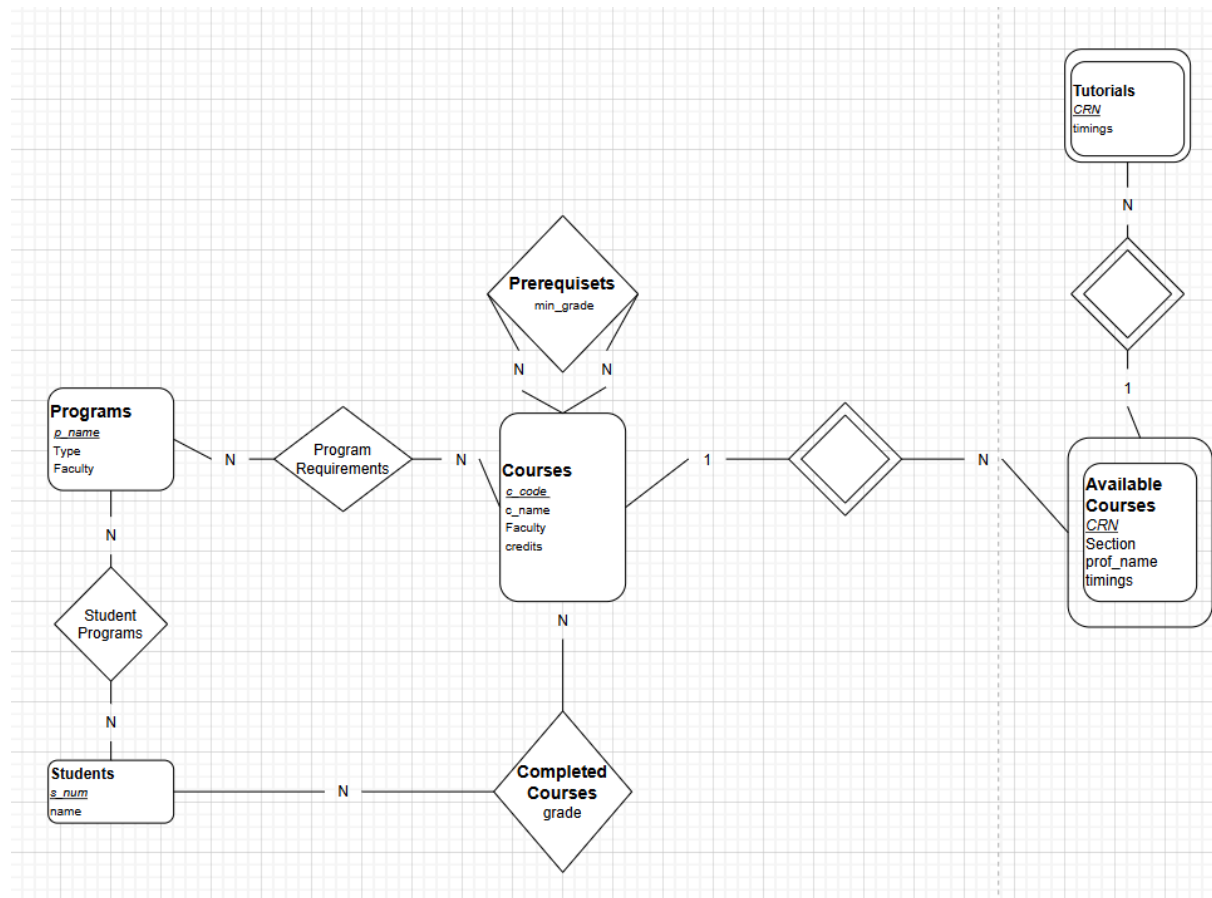 Tutorials
CRN
timings
N
1
Prerequisets
min_grade
N
N
Programs
p_name
Type
Faculty
N
Program
Requirements
N
Courses
c_code
c_name
Faculty
credits
1
N
Available
Courses
CRN
Section
prof_name
timings
N
Student
Programs
N
N
Students
s_num
name
N
Completed
Courses
grade